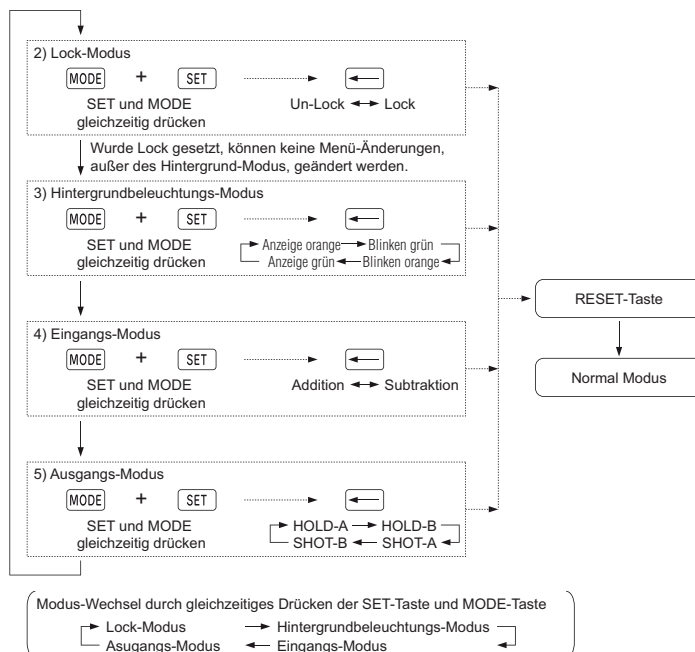 2) Lock-Modus
MODE + SET
SET und MODE
gleichzeitig drücken
Un-Lock Lock
Wurde Lock gesetzt, können keine Menü-Änderungen,
außer des Hintergrund-Modus, geändert werden.
3) Hintergrundbeleuchtungs-Modus
MODE + SET
SET und MODE
gleichzeitig drücken
Anzeige orange Blinken grün
Anzeige grün Blinken orange
4) Eingangs-Modus
MODE + SET
SET und MODE
gleichzeitig drücken
Addition Subtraktion
5) Ausgangs-Modus
MODE + SET
SET und MODE
gleichzeitig drücken
HOLD-A HOLD-B
SHOT-B SHOT-A
RESET-Taste
Normal Modus
Modus-Wechsel durch gleichzeitiges Drücken der SET-Taste und MODE-Taste
Lock-Modus Hintergrundbeleuchtungs-Modus
Asugangs-Modus Eingangs-Modus